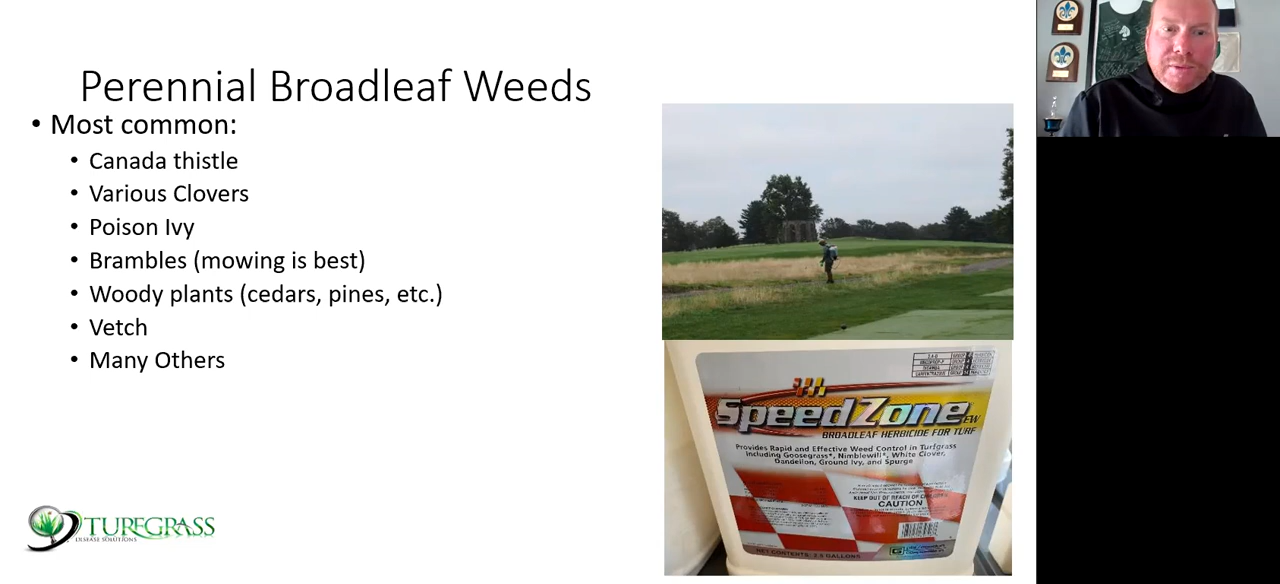 Perennial Broadleaf Weeds
• Most common:
• Canada thistle
• Various Clovers
• Poison Ivy
• Brambles (mowing is best)
• Woody plants (cedars, pines, etc.)
• Vetch
• Many Others
TURFGRASS
DISEASE SOLUTIONS
SpeedZone EW
BROADLEAF HERBICIDE FOR TURF
Provides Rapid and Effective Weed Control in Turfgrass
Including Goosegrass*, Nimblewill*, White Clover,
Dandelion, Ground Ivy, and Spurge
KEEP OUT OF REACH OF CHILDREN
CAUTION
NET CONTENTS: 2.5 GALLONS